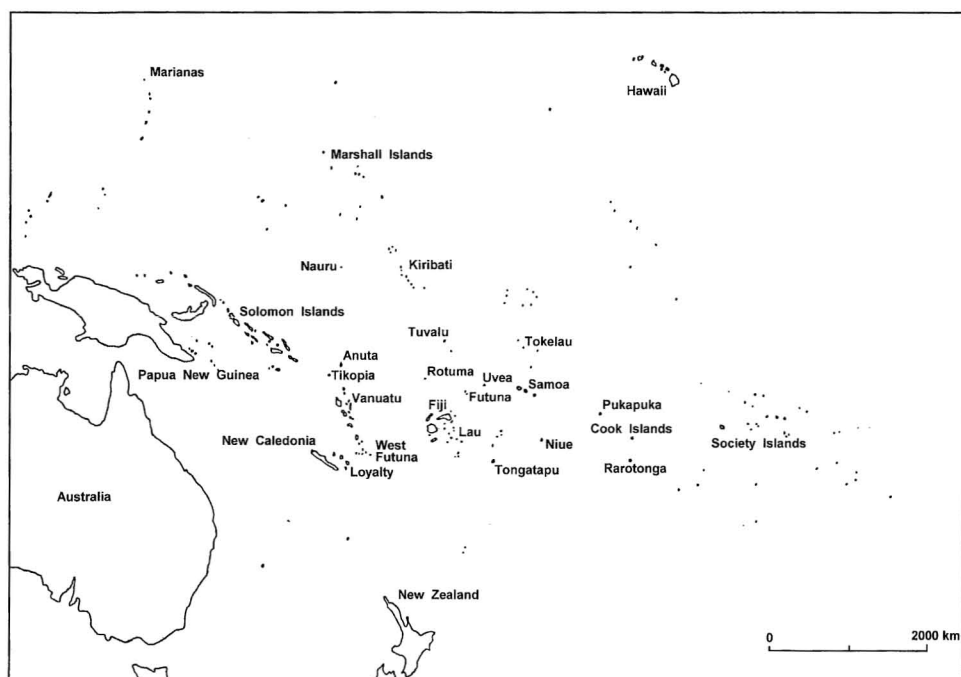 Marianas
Hawaii
Marshall Islands
Nauru
Kiribati
Solomon Islands
Tuvalu
Tokelau
Anuta
Papua New Guinea
Tikopia
Rotuma
Uvea
Samoa
Vanuatu
Futuna
Fiji
Pukapuka
Lau
Cook Islands
New Caledonia
West
Futuna
Niue
Society Islands
Loyalty
Tongatapu
Rarotonga
Australia
New Zealand
0 2000 km